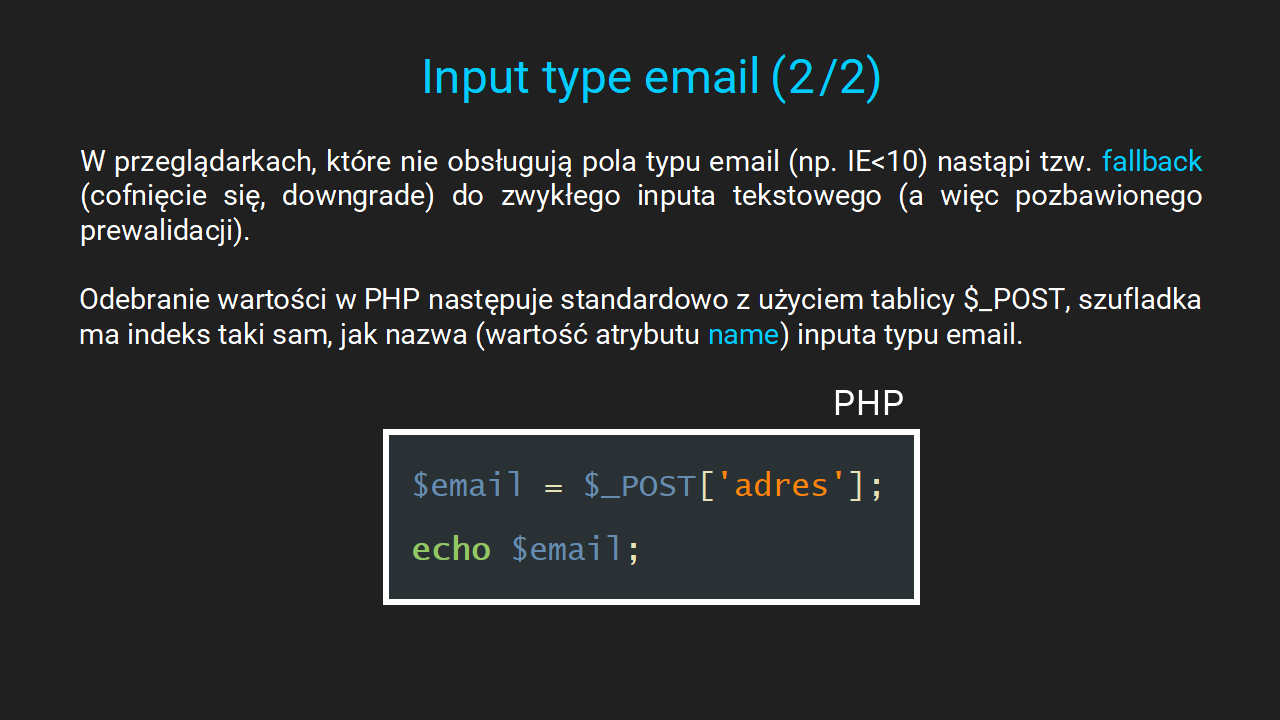 Input type email (2/2)
W przeglądarkach, które nie obsługują pola typu email (np. IE<10) nastąpi tzw. fallback
(cofnięcie się, downgrade) do zwykłego inputa tekstowego (a więc pozbawionego
prewalidacji).
Odebranie wartości w PHP następuje standardowo z użyciem tablicy $_POST, szufladka
ma indeks taki sam, jak nazwa (wartość atrybutu name) inputa typu email.
PHP
$email = $_POST['adres'];
echo $email;